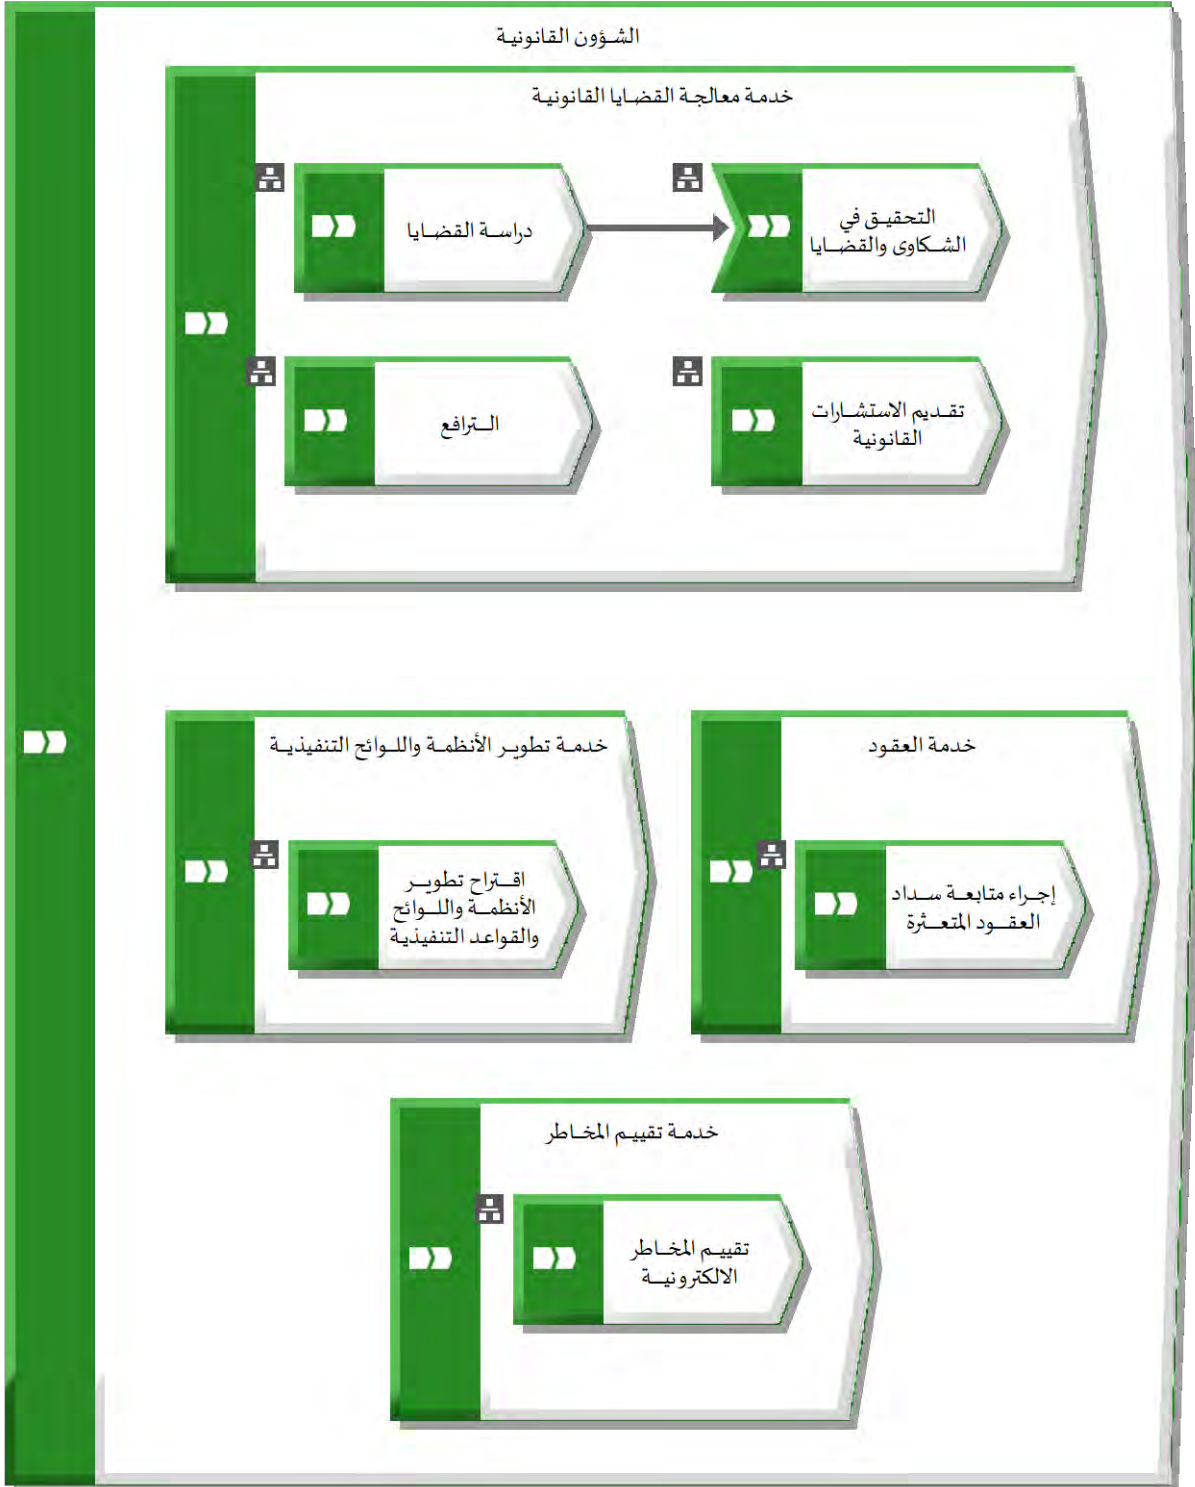 الشؤون القانونية
خدمة معالجة القضايا القانونية
دراسة القضايا
التحقيق في
الشكاوى والقضايا
الترافع
تقديم الاستشارات
القانونية
خدمة تطوير الأنظمة واللوائح التنفيذية
اقتراح تطوير
الأنظمة واللوائح
والقواعد التنفيذية
خدمة العقود
إجراء متابعة سداد
العقود المتعثرة
خدمة تقييم المخاطر
تقييم المخاطر
الالكترونية